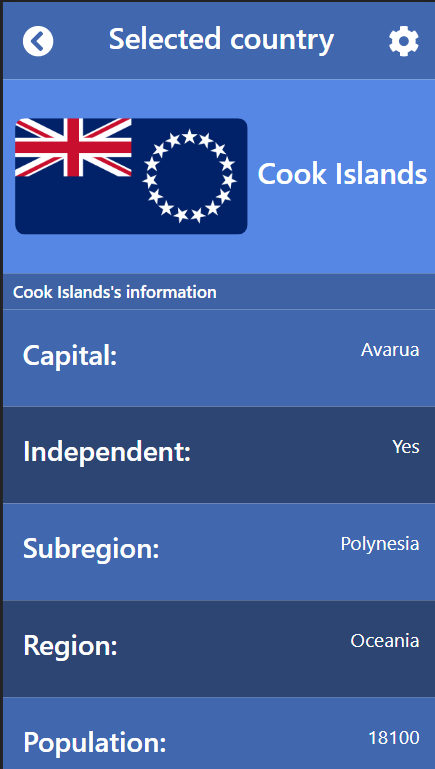 Selected country
Cook Islands
Cook Islands's information
Capital:
Avarua
Independent:
Yes
Subregion:
Polynesia
Region:
Oceania
Population:
18100